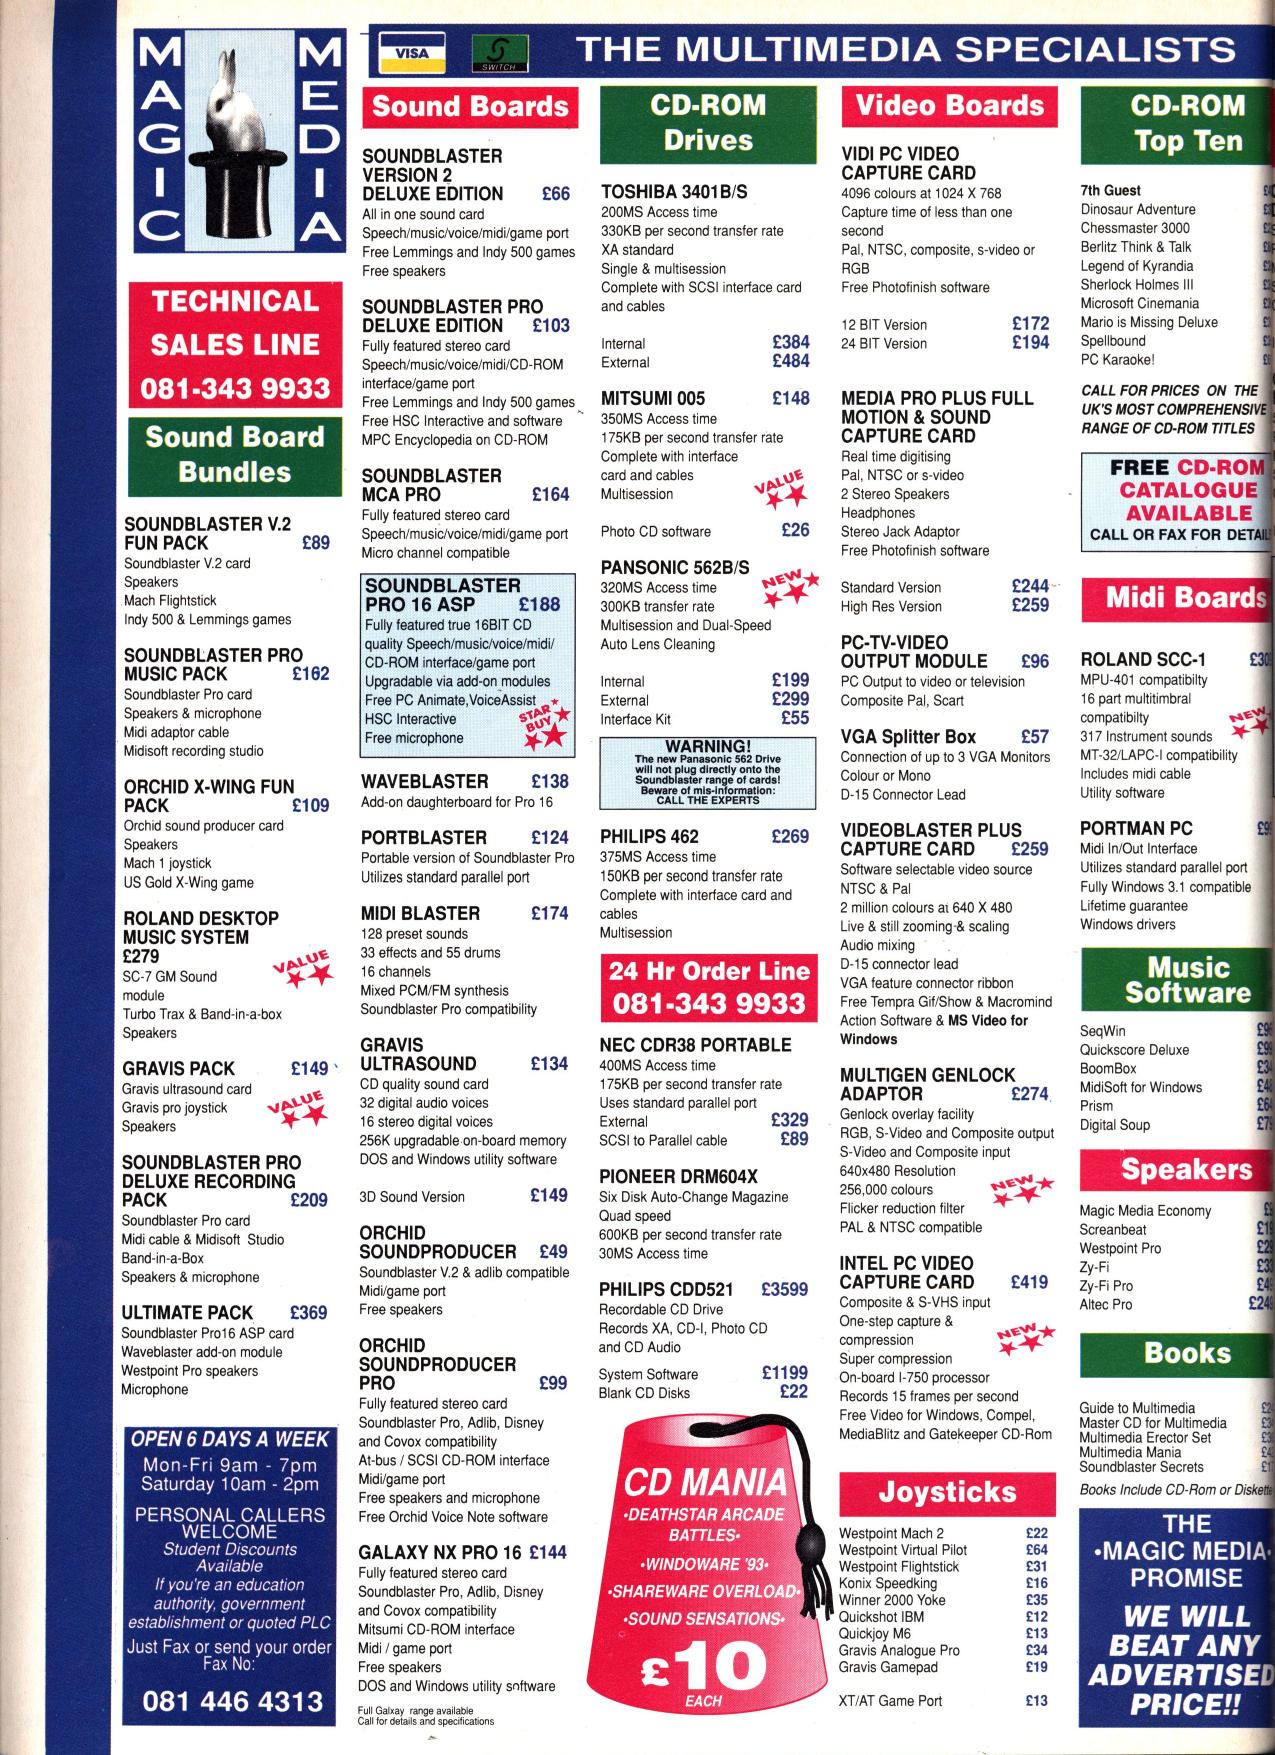 MAGIC
MEDIA
VISA
SWITCH
THE MULTIMEDIA SPECIALISTS
TECHNICAL
SALES LINE
081-343 9933
Sound Board
Bundles
SOUNDBLASTER V.2
FUN PACK £89
Soundblaster V.2 card
Speakers
Mach Flightstick
Indy 500 & Lemmings games
SOUNDBLASTER PRO
MUSIC PACK £162
Soundblaster Pro card
Speakers & microphone
Midi adaptor cable
Midisoft recording studio
ORCHID X-WING FUN
PACK £109
Orchid sound producer card
Speakers
Mach 1 joystick
US Gold X-Wing game
ROLAND DESKTOP
MUSIC SYSTEM
£279
SC-7 GM Sound
module
Turbo Trax & Band-in-a-box
Speakers
VALUE
GRAVIS PACK £149
Gravis ultrasound card
Gravis pro joystick
Speakers
VALUE
SOUNDBLASTER PRO
DELUXE RECORDING
PACK £209
Soundblaster Pro card
Midi cable & Midisoft Studio
Band-in-a-Box
Speakers & microphone
ULTIMATE PACK £369
Soundblaster Pro16 ASP card
Waveblaster add-on module
Westpoint Pro speakers
Microphone
OPEN 6 DAYS A WEEK
Mon-Fri 9am - 7pm
Saturday 10am - 2pm
PERSONAL CALLERS
WELCOME
Student Discounts
Available
If you're an education
authority, government
establishment or quoted PLC
Just Fax or send your order
Fax No:
081 446 4313
Sound Boards
SOUNDBLASTER
VERSION 2
DELUXE EDITION £66
All in one sound card
Speech/music/voice/midi/game port
Free Lemmings and Indy 500 games
Free speakers
SOUNDBLASTER PRO
DELUXE EDITION £103
Fully featured stereo card
Speech/music/voice/midi/CD-ROM
interface/game port
Free Lemmings and Indy 500 games
Free HSC Interactive and software
MPC Encyclopedia on CD-ROM
SOUNDBLASTER
MCA PRO £164
Fully featured stereo card
Speech/music/voice/midi/game port
Micro channel compatible
SOUNDBLASTER
PRO 16 ASP £188
Fully featured true 16BIT CD
quality Speech/music/voice/midi/
CD-ROM interface/game port
Upgradable via add-on modules
Free PC Animate,VoiceAssist
HSC Interactive
Free microphone
STAR
BUY
WAVEBLASTER £138
Add-on daughterboard for Pro 16
PORTBLASTER £124
Portable version of Soundblaster Pro
Utilizes standard parallel port
MIDI BLASTER £174
128 preset sounds
33 effects and 55 drums
16 channels
Mixed PCM/FM synthesis
Soundblaster Pro compatibility
GRAVIS
ULTRASOUND £134
CD quality sound card
32 digital audio voices
16 stereo digital voices
256K upgradable on-board memory
DOS and Windows utility software
3D Sound Version £149
ORCHID
SOUNDPRODUCER £49
Soundblaster V.2 & adlib compatible
Midi/game port
Free speakers
ORCHID
SOUNDPRODUCER
PRO £99
Fully featured stereo card
Soundblaster Pro, Adlib, Disney
and Covox compatibility
At-bus / SCSI CD-ROM interface
Midi/game port
Free speakers and microphone
Free Orchid Voice Note software
GALAXY NX PRO 16 £144
Fully featured stereo card
Soundblaster Pro, Adlib, Disney
and Covox compatibility
Mitsumi CD-ROM interface
Midi / game port
Free speakers
DOS and Windows utility software
Full Galxay range available
Call for details and specifications
CD-ROM
Drives
TOSHIBA 3401B/S
200MS Access time
330KB per second transfer rate
XA standard
Single & multisession
Complete with SCSI interface card
and cables
Internal £384
External £484
MITSUMI 005 £148
350MS Access time
175KB per second transfer rate
Complete with interface
card and cables
Multisession
VALUE
Photo CD software £26
PANSONIC 562B/S
320MS Access time
300KB transfer rate
Multisession and Dual-Speed
Auto Lens Cleaning
NEW
Internal £199
External £299
Interface Kit £55
WARNING!
The new Panasonic 562 Drive
will not plug directly onto the
Soundblaster range of cards!
Beware of mis-information:
CALL THE EXPERTS
PHILIPS 462 £269
375MS Access time
150KB per second transfer rate
Complete with interface card and
cables
Multisession
24 Hr Order Line
081-343 9933
NEC CDR38 PORTABLE
400MS Access time
175KB per second transfer rate
Uses standard parallel port
External £329
SCSI to Parallel cable £89
PIONEER DRM604X
Six Disk Auto-Change Magazine
Quad speed
600KB per second transfer rate
30MS Access time
PHILIPS CDD521 £3599
Recordable CD Drive
Records XA, CD-I, Photo CD
and CD Audio
System Software £1199
Blank CD Disks £22
CD MANIA
•DEATHSTAR ARCADE
BATTLES•
•WINDOWARE '93•
•SHAREWARE OVERLOAD•
•SOUND SENSATIONS•
£10
EACH
Video Boards
VIDI PC VIDEO
CAPTURE CARD
4096 colours at 1024 X 768
Capture time of less than one
second
Pal, NTSC, composite, s-video or
RGB
Free Photofinish software
12 BIT Version £172
24 BIT Version £194
MEDIA PRO PLUS FULL
MOTION & SOUND
CAPTURE CARD
Real time digitising
Pal, NTSC or s-video
2 Stereo Speakers
Headphones
Stereo Jack Adaptor
Free Photofinish software
Standard Version £244
High Res Version £259
PC-TV-VIDEO
OUTPUT MODULE £96
PC Output to video or television
Composite Pal, Scart
VGA Splitter Box £57
Connection of up to 3 VGA Monitors
Colour or Mono
D-15 Connector Lead
VIDEOBLASTER PLUS
CAPTURE CARD £259
Software selectable video source
NTSC & Pal
2 million colours at 640 X 480
Live & still zooming & scaling
Audio mixing
D-15 connector lead
VGA feature connector ribbon
Free Tempra Gif/Show & Macromind
Action Software & MS Video for
Windows
MULTIGEN GENLOCK
ADAPTOR £274
Genlock overlay facility
RGB, S-Video and Composite output
S-Video and Composite input
640x480 Resolution
256,000 colours
Flicker reduction filter
PAL & NTSC compatible
NEW
INTEL PC VIDEO
CAPTURE CARD £419
Composite & S-VHS input
One-step capture &
compression
Super compression
On-board I-750 processor
Records 15 frames per second
Free Video for Windows, Compel,
MediaBlitz and Gatekeeper CD-Rom
NEW
Joysticks
Westpoint Mach 2 £22
Westpoint Virtual Pilot £64
Westpoint Flightstick £31
Konix Speedking £16
Winner 2000 Yoke £35
Quickshot IBM £12
Quickjoy M6 £13
Gravis Analogue Pro £34
Gravis Gamepad £19
XT/AT Game Port £13
CD-ROM
Top Ten
7th Guest
Dinosaur Adventure
Chessmaster 3000
Berlitz Think & Talk
Legend of Kyrandia
Sherlock Holmes III
Microsoft Cinemania
Mario is Missing Deluxe
Spellbound
PC Karaoke!
CALL FOR PRICES ON THE
UK'S MOST COMPREHENSIVE
RANGE OF CD-ROM TITLES
FREE CD-ROM
CATALOGUE
AVAILABLE
CALL OR FAX FOR DETAIL
Midi Boards
ROLAND SCC-1
MPU-401 compatibilty
16 part multitimbral
compatibilty
317 Instrument sounds
MT-32/LAPC-I compatibility
Includes midi cable
Utility software
NEW
PORTMAN PC
Midi In/Out Interface
Utilizes standard parallel port
Fully Windows 3.1 compatible
Lifetime guarantee
Windows drivers
Music
Software
SeqWin
Quickscore Deluxe
BoomBox
MidiSoft for Windows
Prism
Digital Soup
Speakers
Magic Media Economy
Screanbeat
Westpoint Pro
Zy-Fi
Zy-Fi Pro
Altec Pro
Books
Guide to Multimedia
Master CD for Multimedia
Multimedia Erector Set
Multimedia Mania
Soundblaster Secrets
Books Include CD-Rom or Diskette
THE
•MAGIC MEDIA•
PROMISE
WE WILL
BEAT ANY
ADVERTISED
PRICE!!